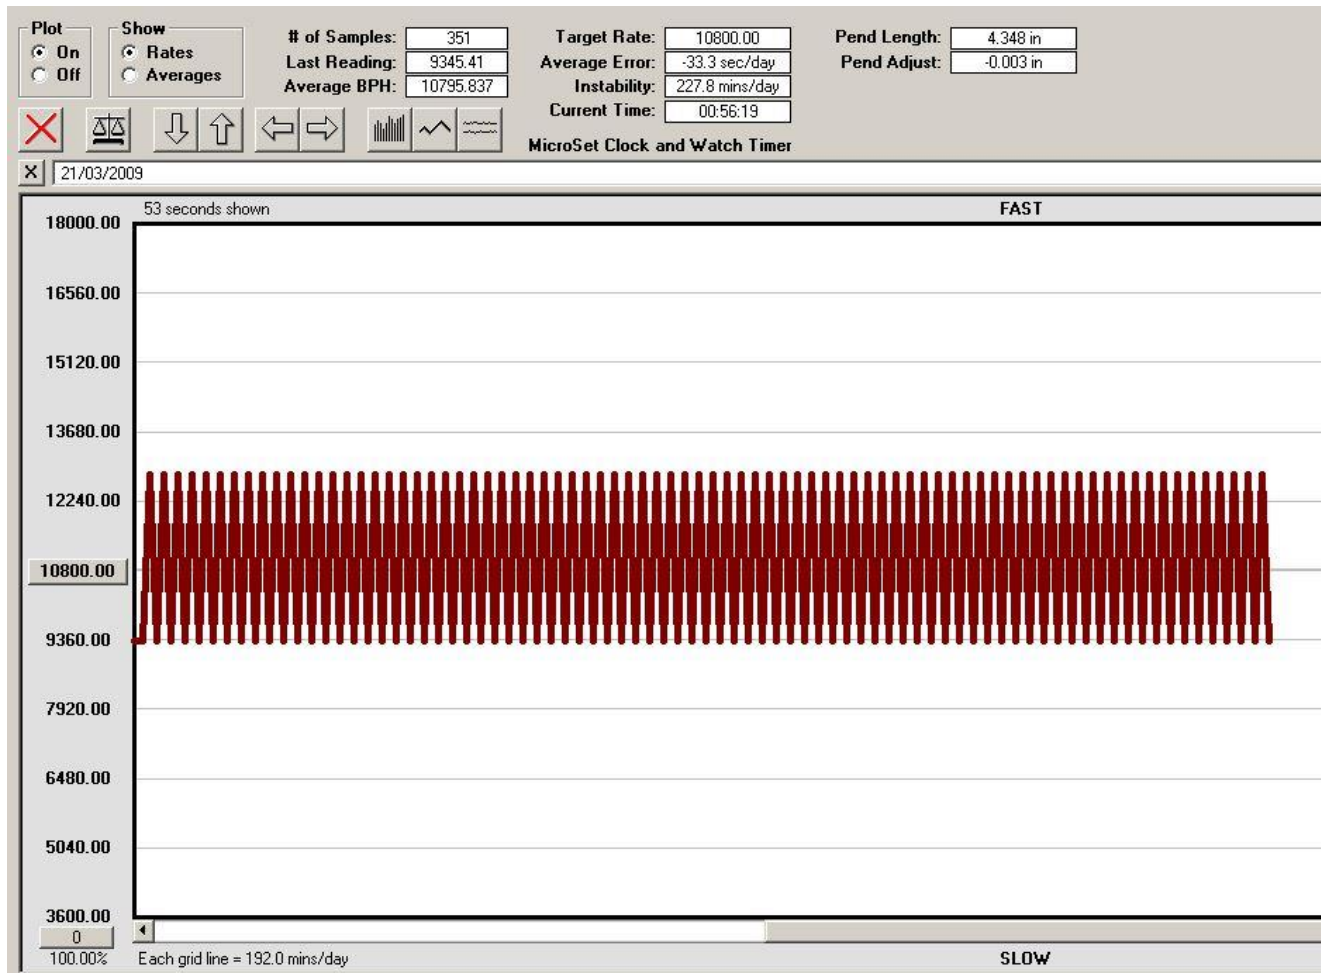 Plot
On
Off
Show
Rates
Averages
# of Samples: 351
Last Reading: 9345.41
Average BPH: 10795.837
Target Rate: 10800.00
Average Error: -33.3 sec/day
Instability: 227.8 mins/day
Current Time: 00:56:19
Pend Length: 4.348 in
Pend Adjust: -0.003 in
MicroSet Clock and Watch Timer
X 21/03/2009
53 seconds shown FAST
18000.00
16560.00
15120.00
13680.00
12240.00
10800.00
9360.00
7920.00
6480.00
5040.00
3600.00
0
100.00% Each grid line = 192.0 mins/day SLOW